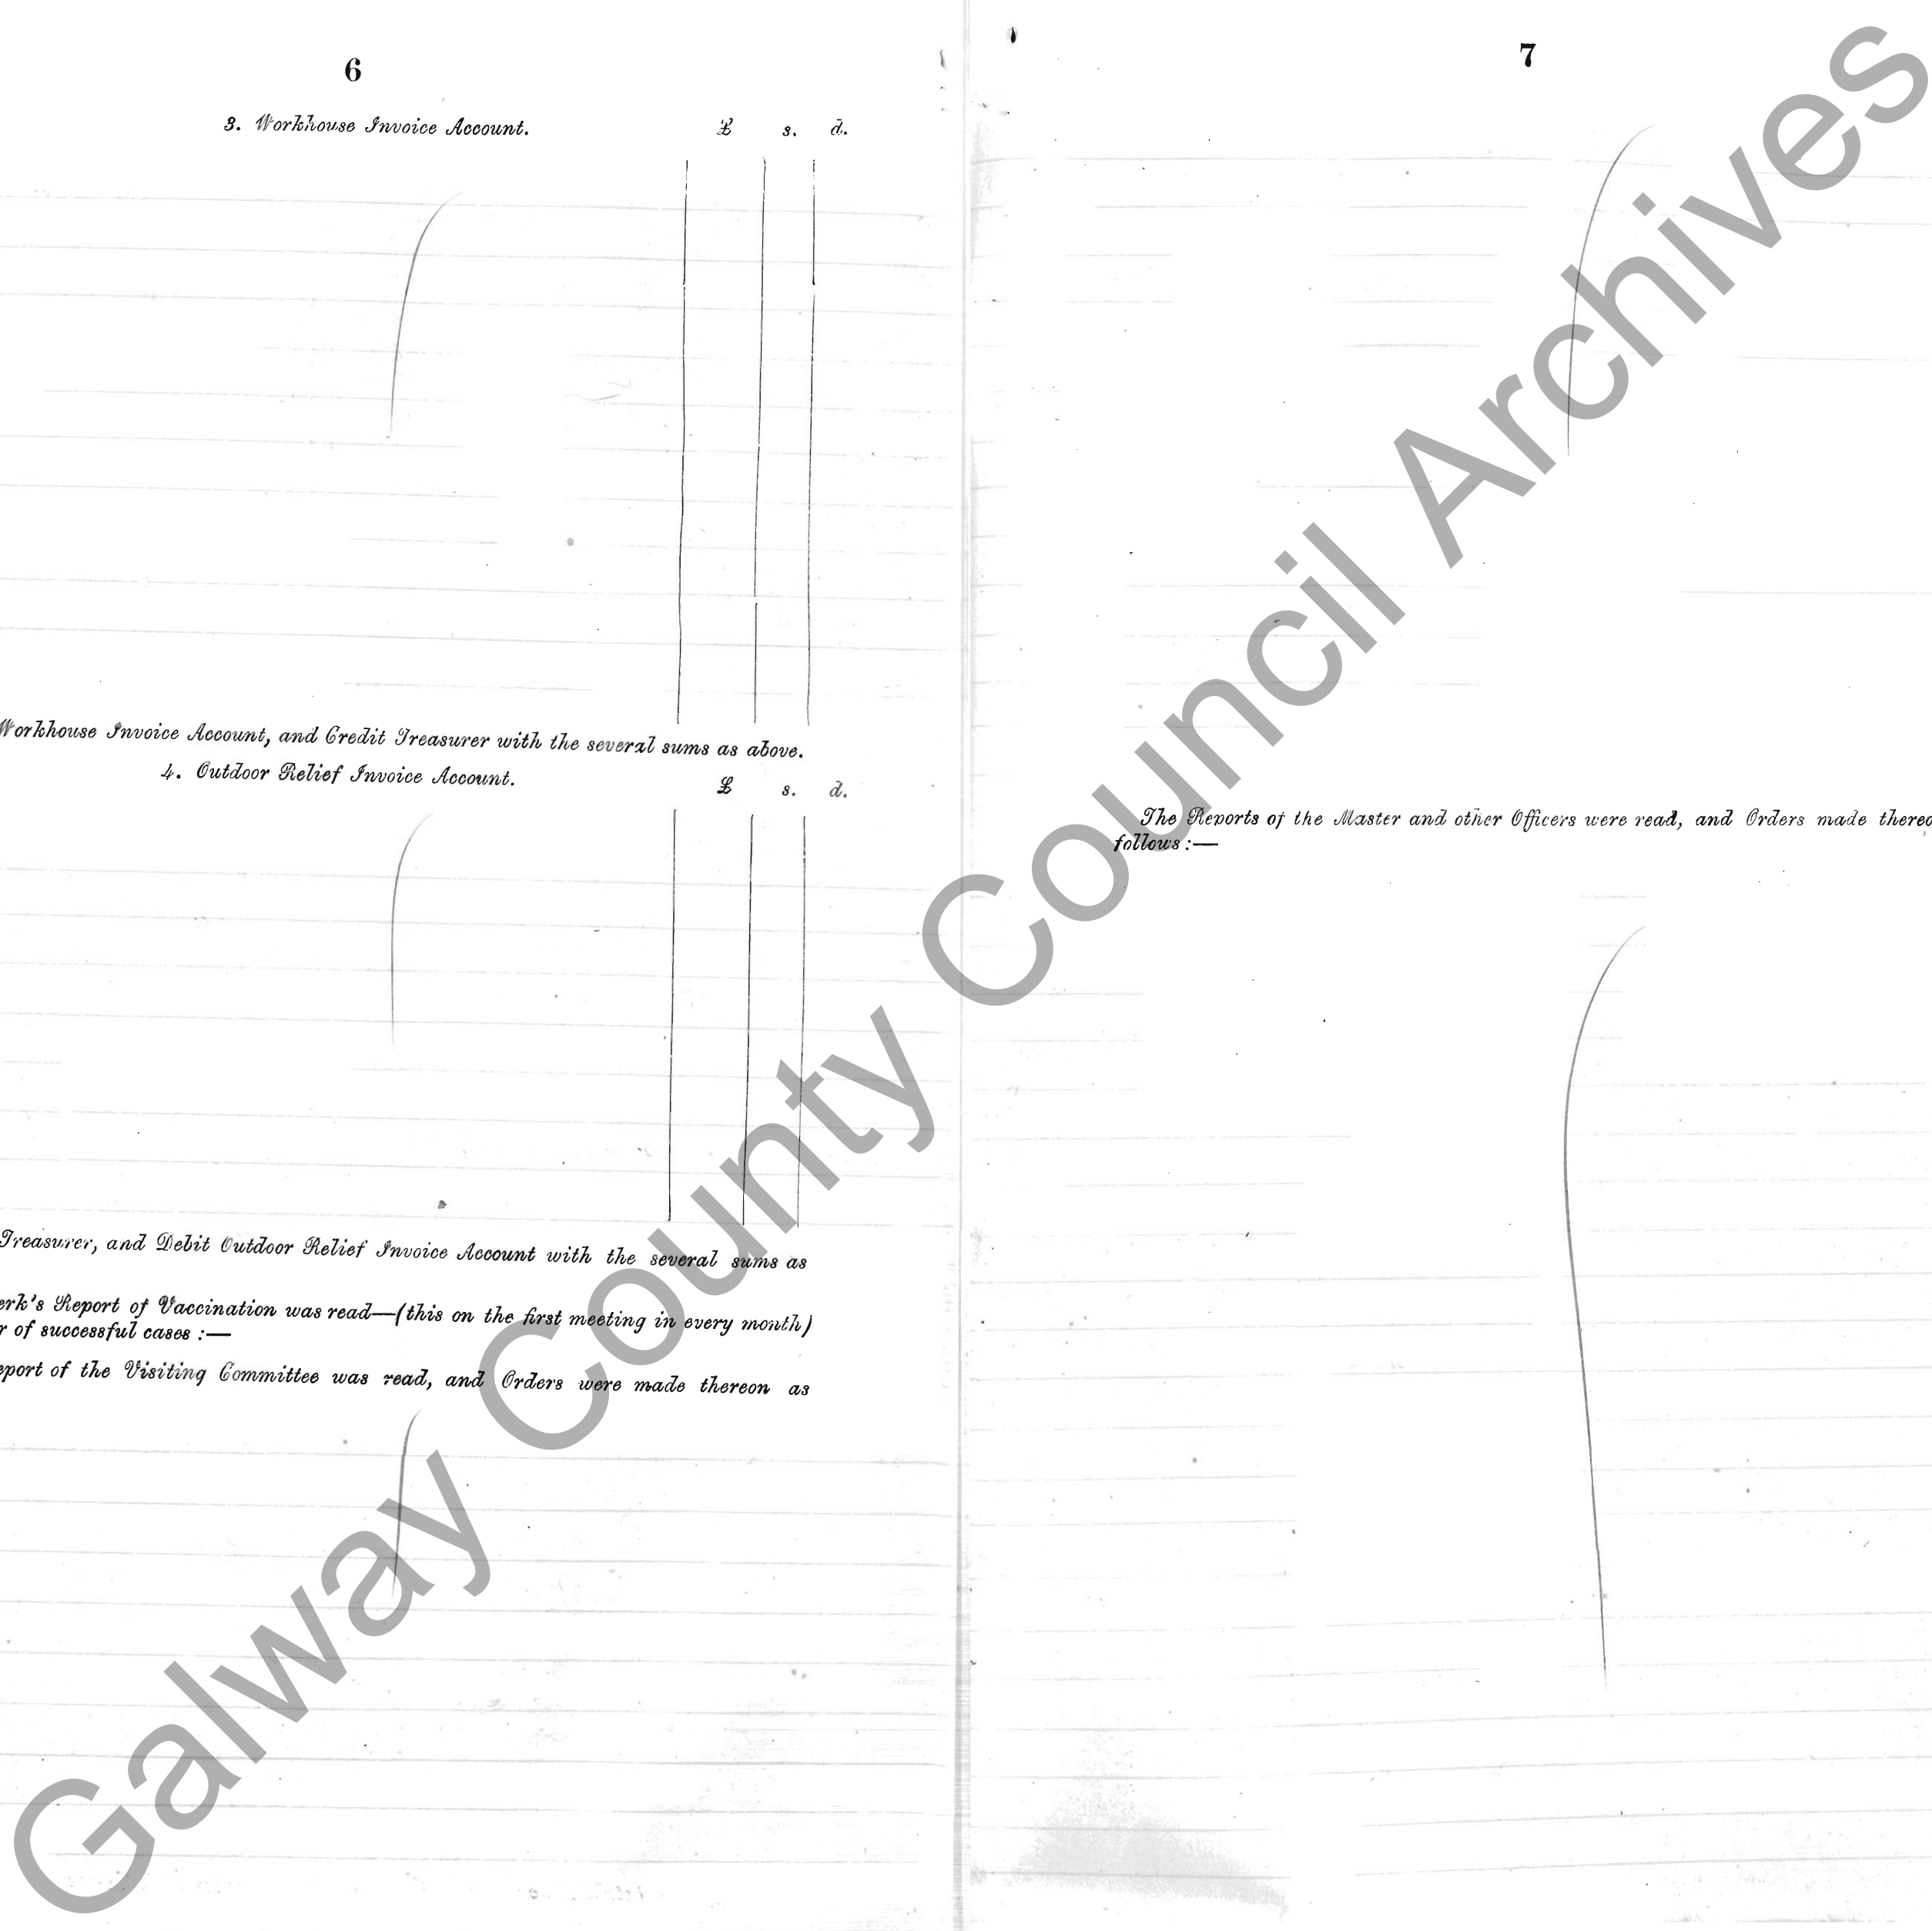 6
3. Workhouse Invoice Account. £ s. d.
Workhouse Invoice Account, and Credit Treasurer with the several sums as above.
4. Outdoor Relief Invoice Account. £ s. d.
Treasurer, and Debit Outdoor Relief Invoice Account with the several sums as
erk's Report of Vaccination was read—(this on the first meeting in every month)
r of successful cases :—
eport of the Visiting Committee was read, and Orders were made thereon as
7
The Reports of the Master and other Officers were read, and Orders made thereo
follows :—
Galway County Council Archives